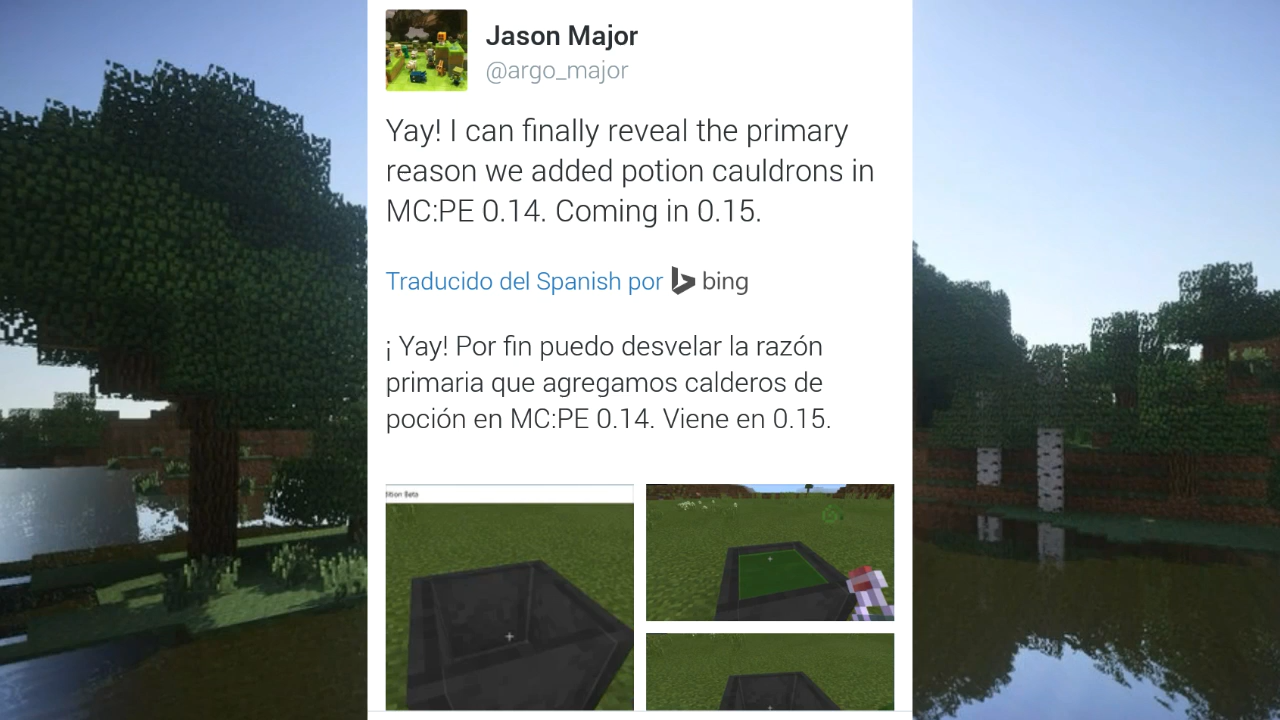 Jason Major
@argo_major
Yay! I can finally reveal the primary
reason we added potion cauldrons in
MC:PE 0.14. Coming in 0.15.
Traducido del Spanish por bing
¡ Yay! Por fin puedo desvelar la razón
primaria que agregamos calderos de
poción en MC:PE 0.14. Viene en 0.15.
ition Beta